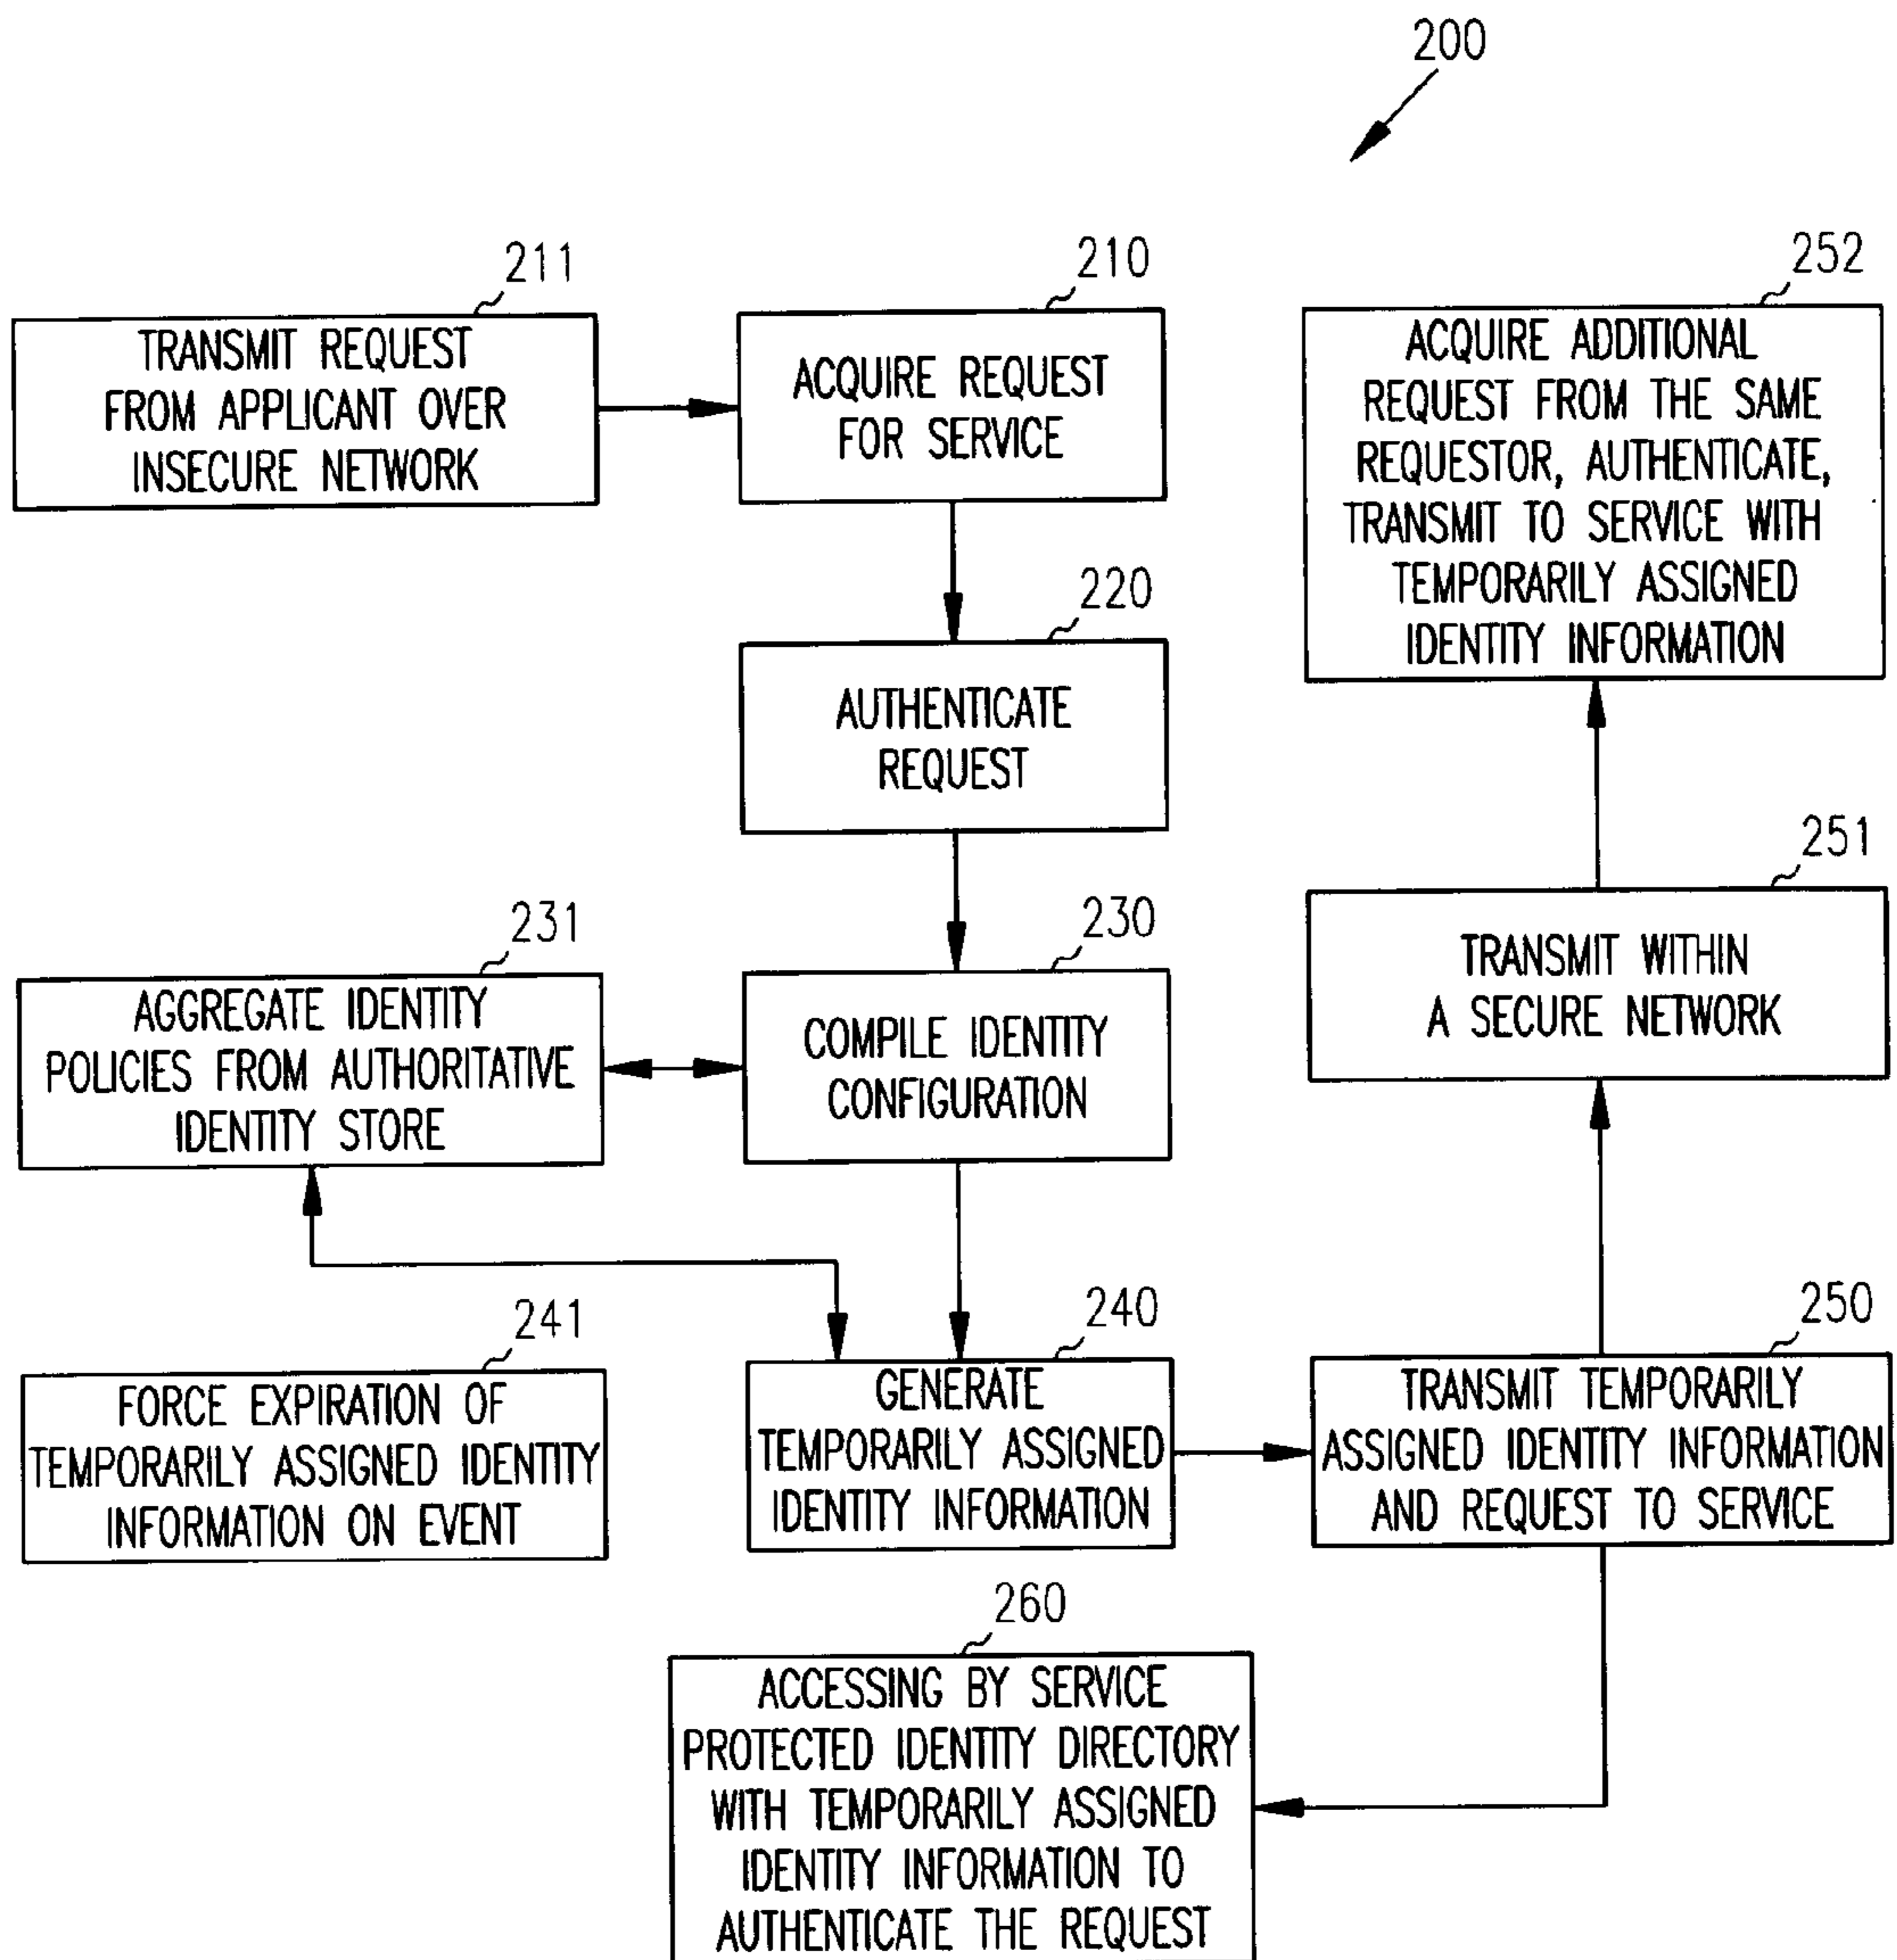 200
211
TRANSMIT REQUEST
FROM APPLICANT OVER
INSECURE NETWORK
210
ACQUIRE REQUEST
FOR SERVICE
252
ACQUIRE ADDITIONAL
REQUEST FROM THE SAME
REQUESTOR, AUTHENTICATE,
TRANSMIT TO SERVICE WITH
TEMPORARILY ASSIGNED
IDENTITY INFORMATION
220
AUTHENTICATE
REQUEST
251
TRANSMIT WITHIN
A SECURE NETWORK
231
AGGREGATE IDENTITY
POLICIES FROM AUTHORITATIVE
IDENTITY STORE
230
COMPILE IDENTITY
CONFIGURATION
241
FORCE EXPIRATION OF
TEMPORARILY ASSIGNED IDENTITY
INFORMATION ON EVENT
240
GENERATE
TEMPORARILY ASSIGNED
IDENTITY INFORMATION
250
TRANSMIT TEMPORARILY
ASSIGNED IDENTITY INFORMATION
AND REQUEST TO SERVICE
260
ACCESSING BY SERVICE
PROTECTED IDENTITY DIRECTORY
WITH TEMPORARILY ASSIGNED
IDENTITY INFORMATION TO
AUTHENTICATE THE REQUEST